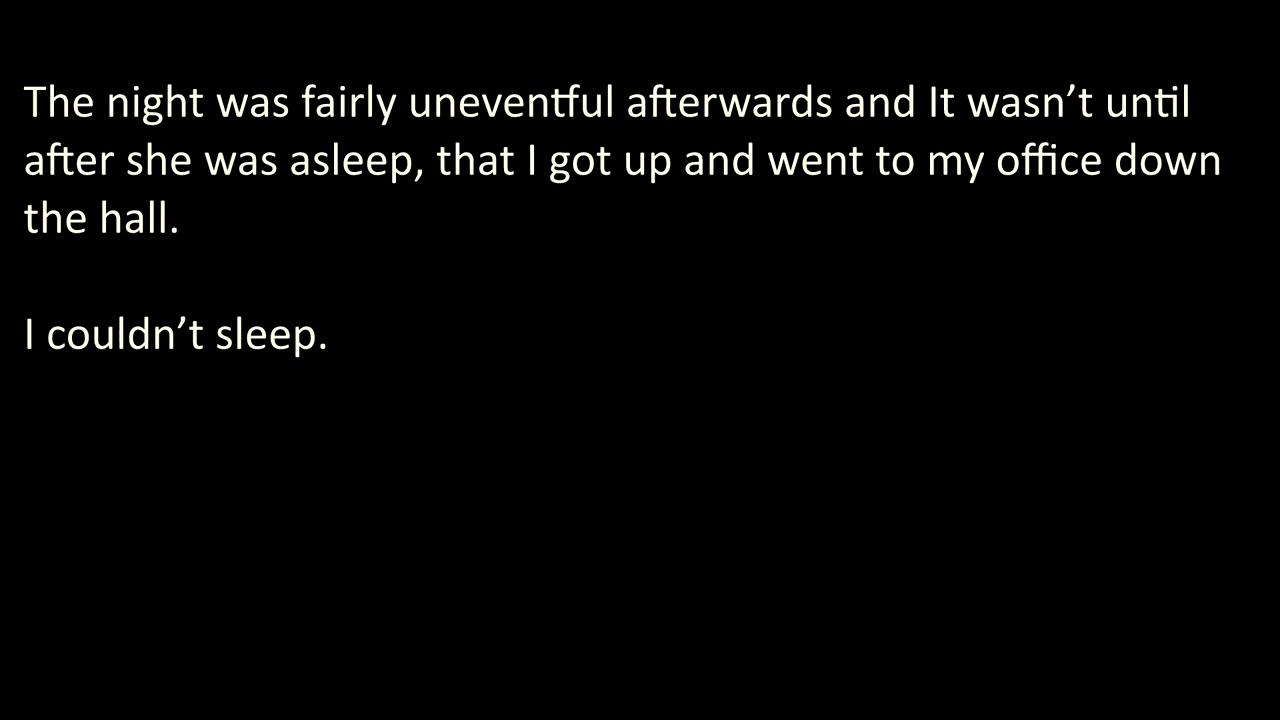 The night was fairly uneventful afterwards and It wasn’t until
after she was asleep, that I got up and went to my office down
the hall.
I couldn’t sleep.